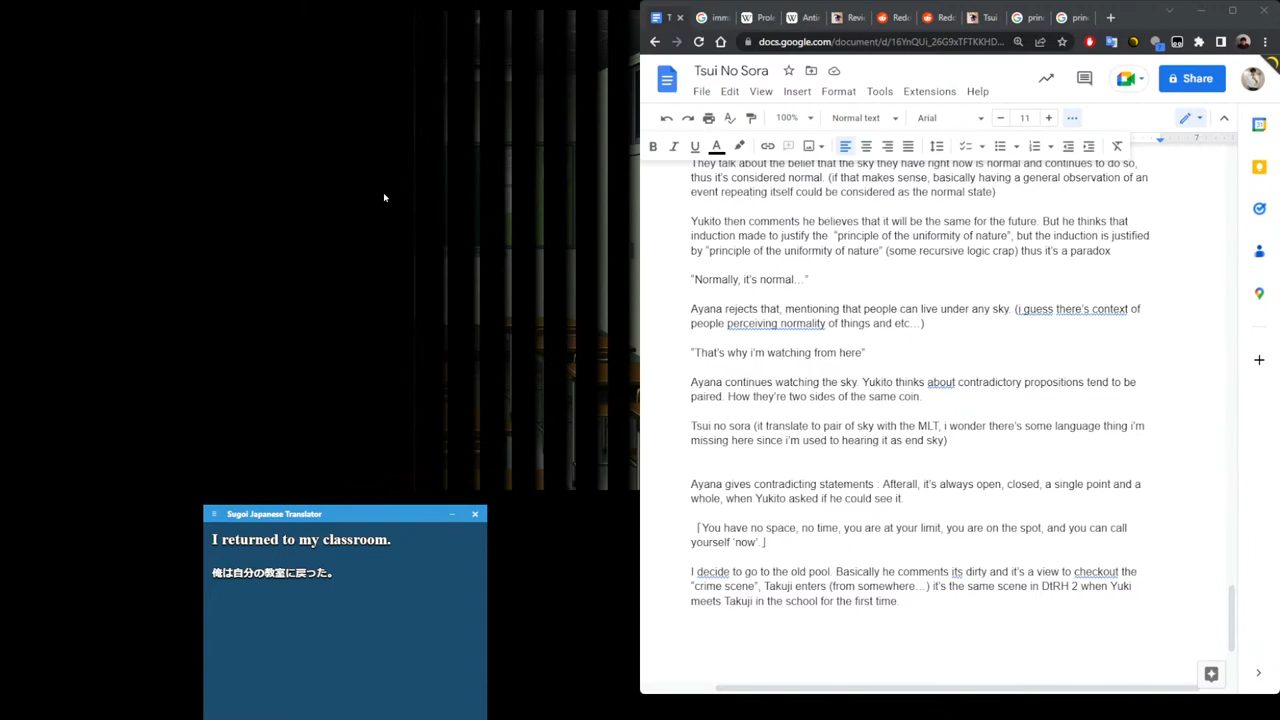 T
imm
Prolo
Antin
Revie
Redd
Redd
Tsui
princ
princ
docs.google.com/document/d/16YnQUi_26G9xTFTKKHD...
Tsui No Sora
Share
File Edit View Insert Format Tools Extensions Help
100% Normal text Arial 11
7
They talk about the belief that the sky they have right now is normal and continues to do so,
thus it's considered normal. (if that makes sense, basically having a general observation of an
event repeating itself could be considered as the normal state)
Yukito then comments he believes that it will be the same for the future. But he thinks that
induction made to justify the "principle of the uniformity of nature", but the induction is justified
by "principle of the uniformity of nature" (some recursive logic crap) thus it's a paradox
"Normally, it's normal…"
Ayana rejects that, mentioning that people can live under any sky. (i guess there's context of
people perceiving normality of things and etc…)
"That's why i'm watching from here"
Ayana continues watching the sky. Yukito thinks about contradictory propositions tend to be
paired. How they're two sides of the same coin.
Tsui no sora (it translate to pair of sky with the MLT, i wonder there's some language thing i'm
missing here since i'm used to hearing it as end sky)
Ayana gives contradicting statements : Afterall, it's always open, closed, a single point and a
whole, when Yukito asked if he could see it.
「You have no space, no time, you are at your limit, you are on the spot, and you can call
yourself 'now'.」
I decide to go to the old pool. Basically he comments its dirty and it's a view to checkout the
"crime scene", Takuji enters (from somewhere…) it's the same scene in DtRH 2 when Yuki
meets Takuji in the school for the first time.
Sugoi Japanese Translator
I returned to my classroom.
俺は自分の教室に戻った。